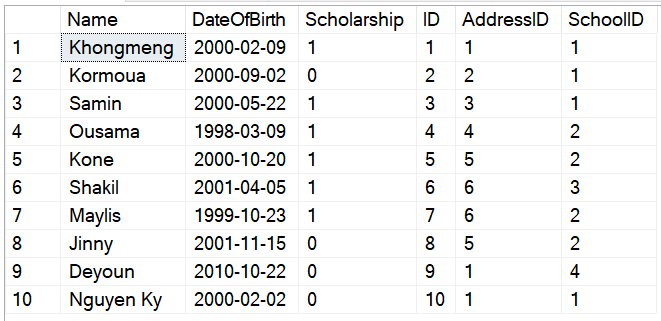 Name DateOfBirth Scholarship ID AddressID SchoolID
1 Khongmeng 2000-02-09 1 1 1 1
2 Kormoua 2000-09-02 0 2 2 1
3 Samin 2000-05-22 1 3 3 1
4 Ousama 1998-03-09 1 4 4 2
5 Kone 2000-10-20 1 5 5 2
6 Shakil 2001-04-05 1 6 6 3
7 Maylis 1999-10-23 1 7 6 2
8 Jinny 2001-11-15 0 8 5 2
9 Deyoun 2010-10-22 0 9 1 4
10 Nguyen Ky 2000-02-02 0 10 1 1